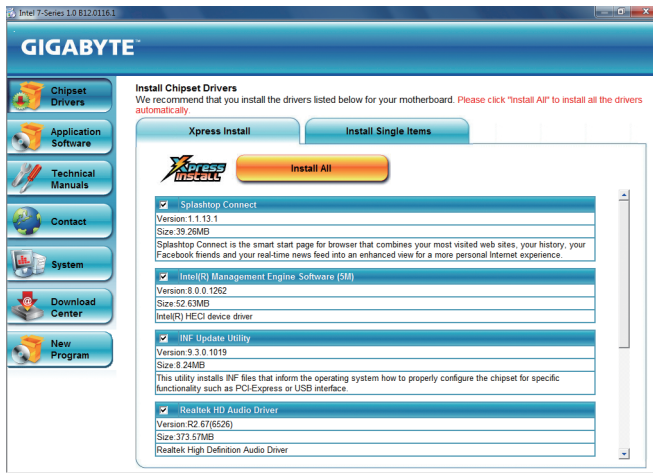 Intel 7-Series 1.0 B12.0116.1
GIGABYTE™
Chipset
Drivers
Application
Software
Technical
Manuals
Contact
System
Download
Center
New
Program
Install Chipset Drivers
We recommend that you install the drivers listed below for your motherboard. Please click "Install All" to install all the drivers
automatically.
Xpress Install
Install Single Items
Xpress
INSTALL
Install All
Splashtop Connect
Version:1.1.13.1
Size:39.26MB
Splashtop Connect is the smart start page for browser that combines your most visited web sites, your history, your
Facebook friends and your real-time news feed into an enhanced view for a more personal Internet experience.
Intel(R) Management Engine Software (5M)
Version:8.0.0.1262
Size:52.63MB
Intel(R) HECI device driver
INF Update Utility
Version:9.3.0.1019
Size:8.24MB
This utility installs INF files that inform the operating system how to properly configure the chipset for specific
functionality such as PCI-Express or USB interface.
Realtek HD Audio Driver
Version:R2.67(6526)
Size:373.57MB
Realtek High Definition Audio Driver